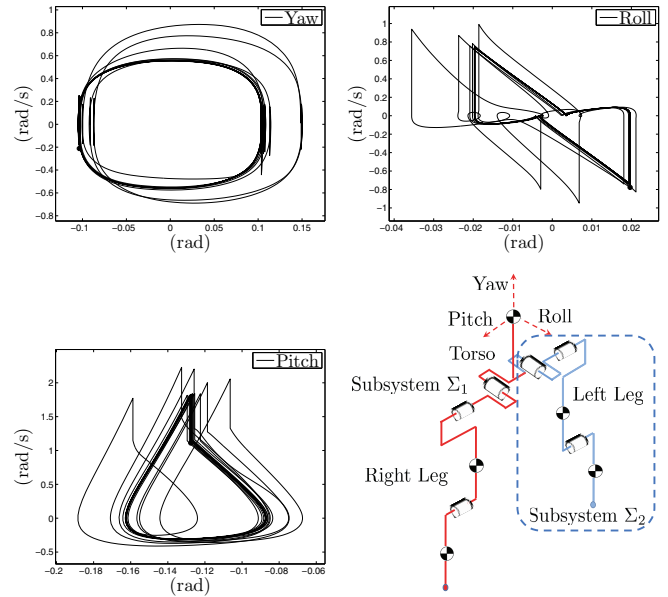 Yaw
0.8
0.6
0.4
0.2
0
-0.2
-0.4
-0.6
-0.8
(rad/s)
-0.1 -0.05 0 0.05 0.1 0.15
(rad)
Roll
1
0.8
0.6
0.4
0.2
0
-0.2
-0.4
-0.6
-0.8
-1
(rad/s)
-0.04 -0.03 -0.02 -0.01 0 0.01 0.02
(rad)
Pitch
2
1.5
1
0.5
0
-0.5
(rad/s)
-0.2 -0.18 -0.16 -0.14 -0.12 -0.1 -0.08 -0.06
(rad)
Yaw
Pitch
Roll
Torso
Subsystem Σ₁
Left Leg
Right Leg
Subsystem Σ₂